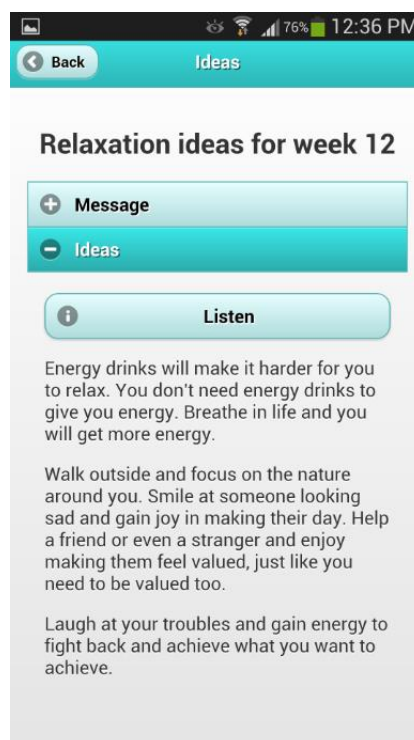 76% 12:36 PM
Back
Ideas
Relaxation ideas for week 12
Message
Ideas
Listen
Energy drinks will make it harder for you
to relax. You don't need energy drinks to
give you energy. Breathe in life and you
will get more energy.
Walk outside and focus on the nature
around you. Smile at someone looking
sad and gain joy in making their day. Help
a friend or even a stranger and enjoy
making them feel valued, just like you
need to be valued too.
Laugh at your troubles and gain energy to
fight back and achieve what you want to
achieve.